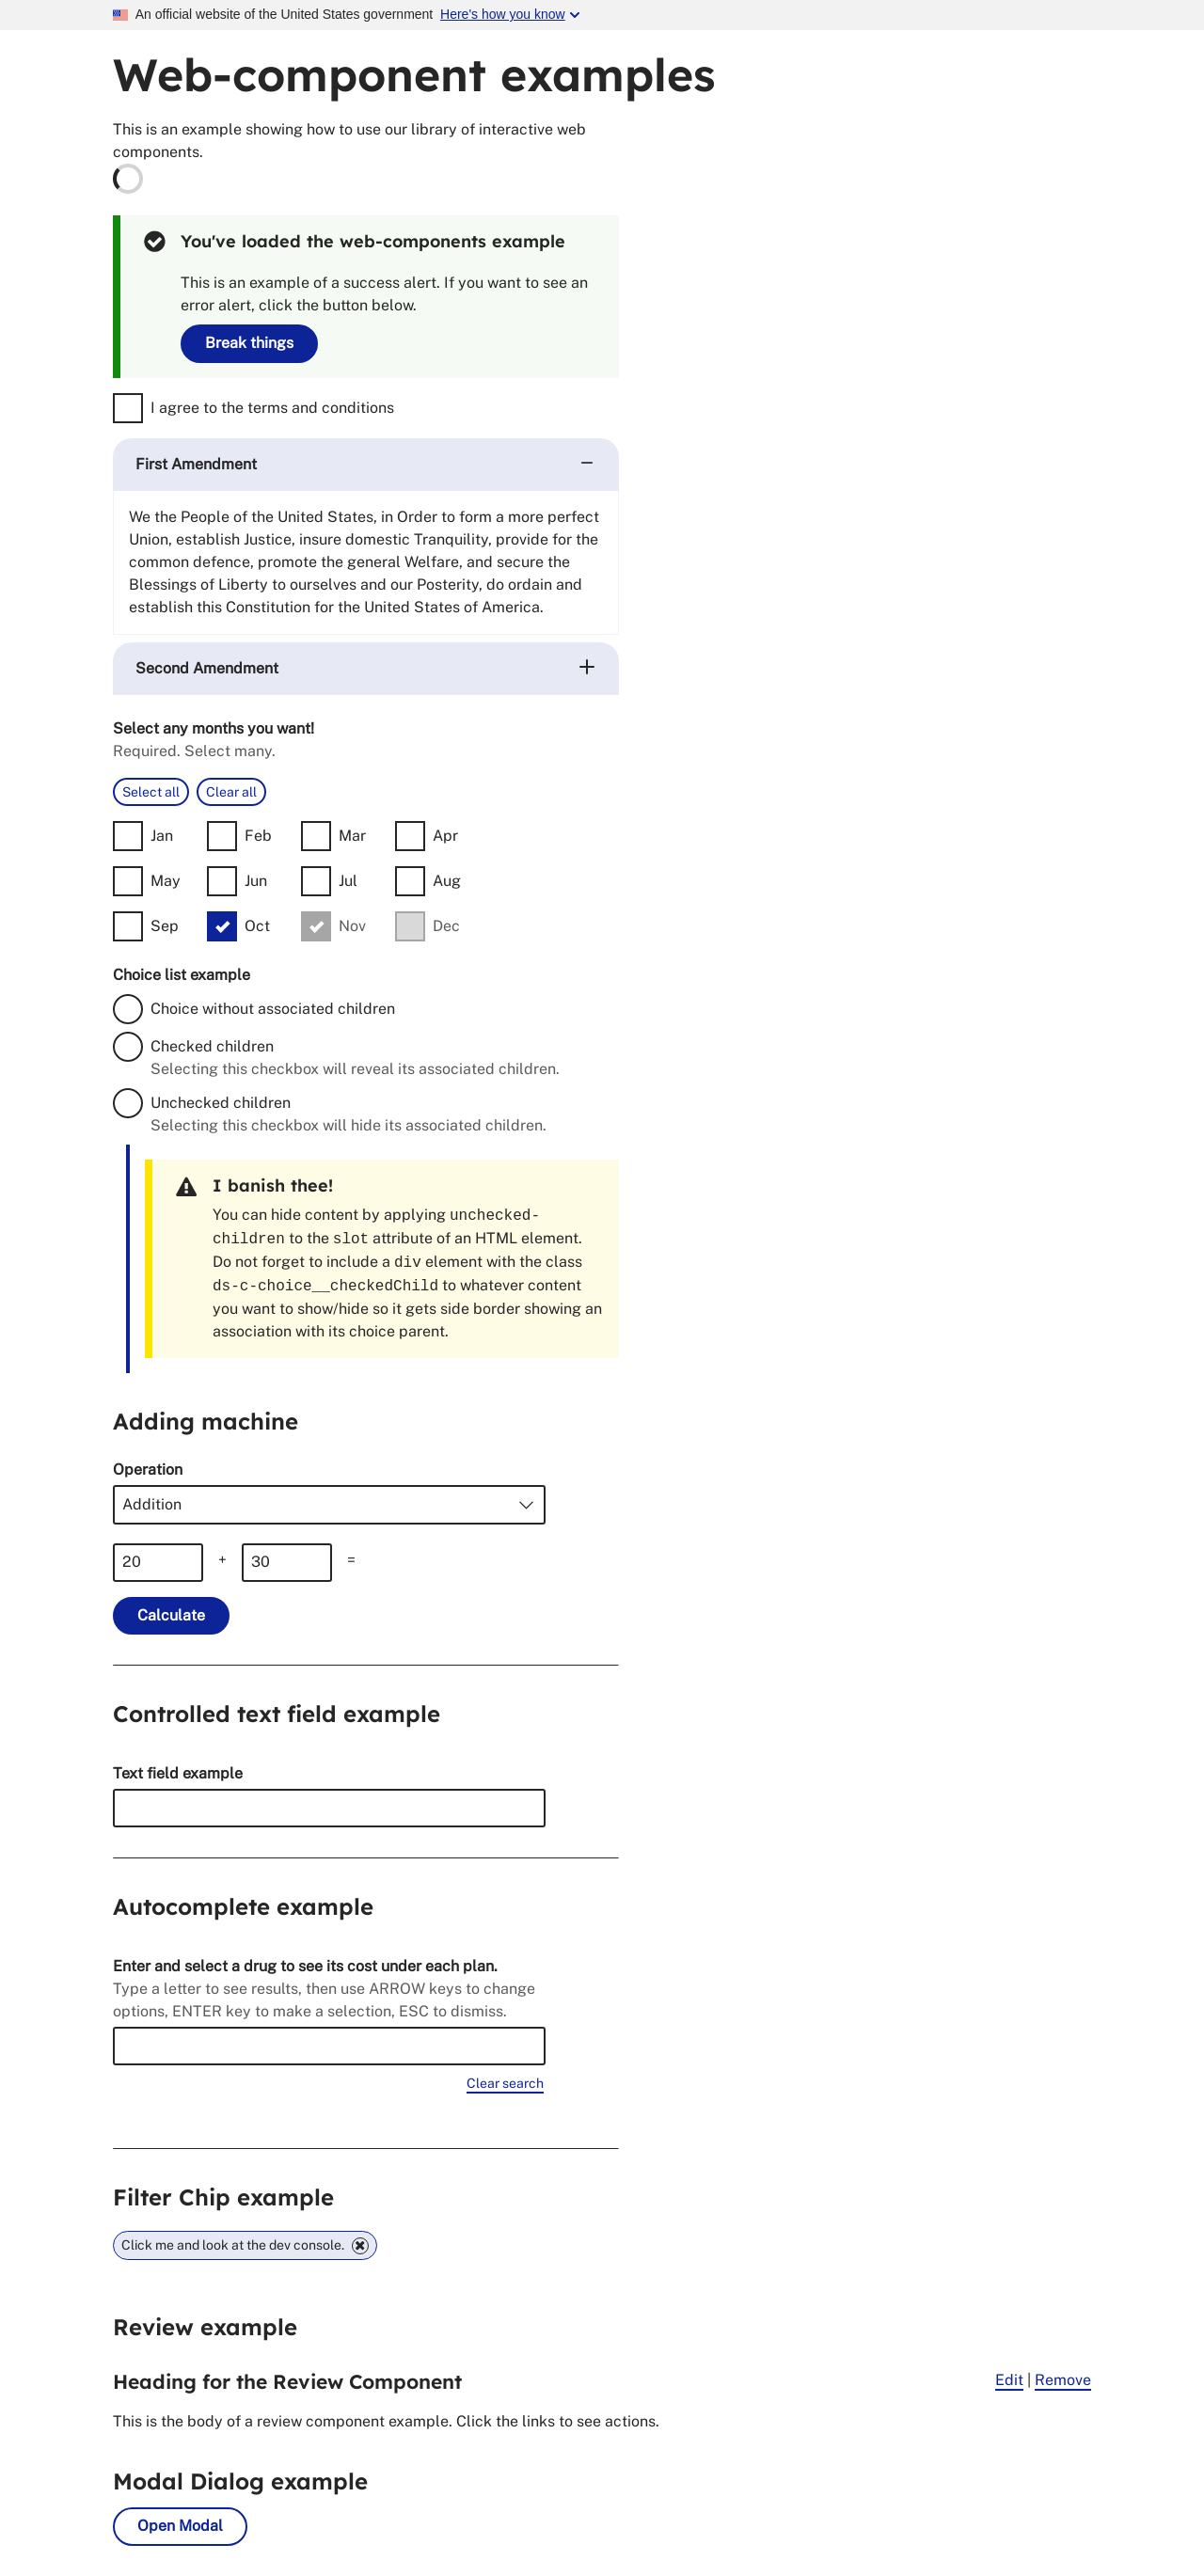 An official website of the United States government Here's how you know
Web-component examples
This is an example showing how to use our library of interactive web
components.
You've loaded the web-components example
This is an example of a success alert. If you want to see an
error alert, click the button below.
Break things
I agree to the terms and conditions
First Amendment
We the People of the United States, in Order to form a more perfect
Union, establish Justice, insure domestic Tranquility, provide for the
common defence, promote the general Welfare, and secure the
Blessings of Liberty to ourselves and our Posterity, do ordain and
establish this Constitution for the United States of America.
Second Amendment
Select any months you want!
Required. Select many.
Select all Clear all
Jan Feb Mar Apr
May Jun Jul Aug
Sep Oct Nov Dec
Choice list example
Choice without associated children
Checked children
Selecting this checkbox will reveal its associated children.
Unchecked children
Selecting this checkbox will hide its associated children.
I banish thee!
You can hide content by applying unchecked-
children to the slot attribute of an HTML element.
Do not forget to include a div element with the class
ds-c-choice__checkedChild to whatever content
you want to show/hide so it gets side border showing an
association with its choice parent.
Adding machine
Operation
Addition
20 + 30 =
Calculate
Controlled text field example
Text field example
Autocomplete example
Enter and select a drug to see its cost under each plan.
Type a letter to see results, then use ARROW keys to change
options, ENTER key to make a selection, ESC to dismiss.
Clear search
Filter Chip example
Click me and look at the dev console.
Review example
Heading for the Review Component Edit | Remove
This is the body of a review component example. Click the links to see actions.
Modal Dialog example
Open Modal